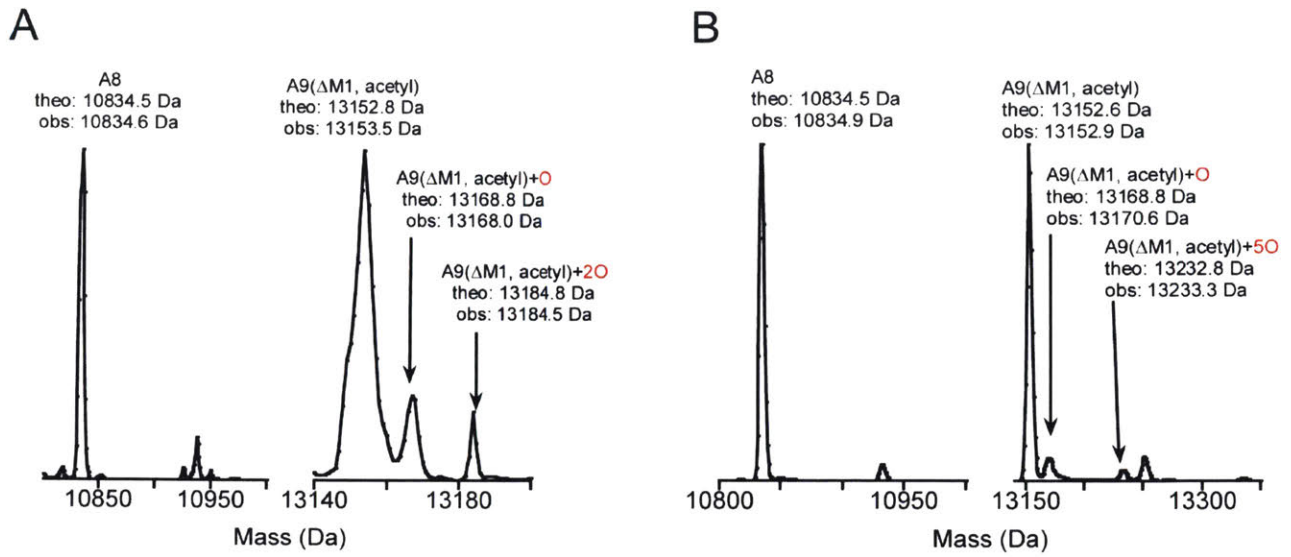 A
A8
theo: 10834.5 Da
obs: 10834.6 Da
A9(ΔM1, acetyl)
theo: 13152.8 Da
obs: 13153.5 Da
A9(ΔM1, acetyl)+O
theo: 13168.8 Da
obs: 13168.0 Da
A9(ΔM1, acetyl)+2O
theo: 13184.8 Da
obs: 13184.5 Da
10850 10950 13140 13180
Mass (Da)
B
A8
theo: 10834.5 Da
obs: 10834.9 Da
A9(ΔM1, acetyl)
theo: 13152.6 Da
obs: 13152.9 Da
A9(ΔM1, acetyl)+O
theo: 13168.8 Da
obs: 13170.6 Da
A9(ΔM1, acetyl)+5O
theo: 13232.8 Da
obs: 13233.3 Da
10800 10950 13150 13300
Mass (Da)